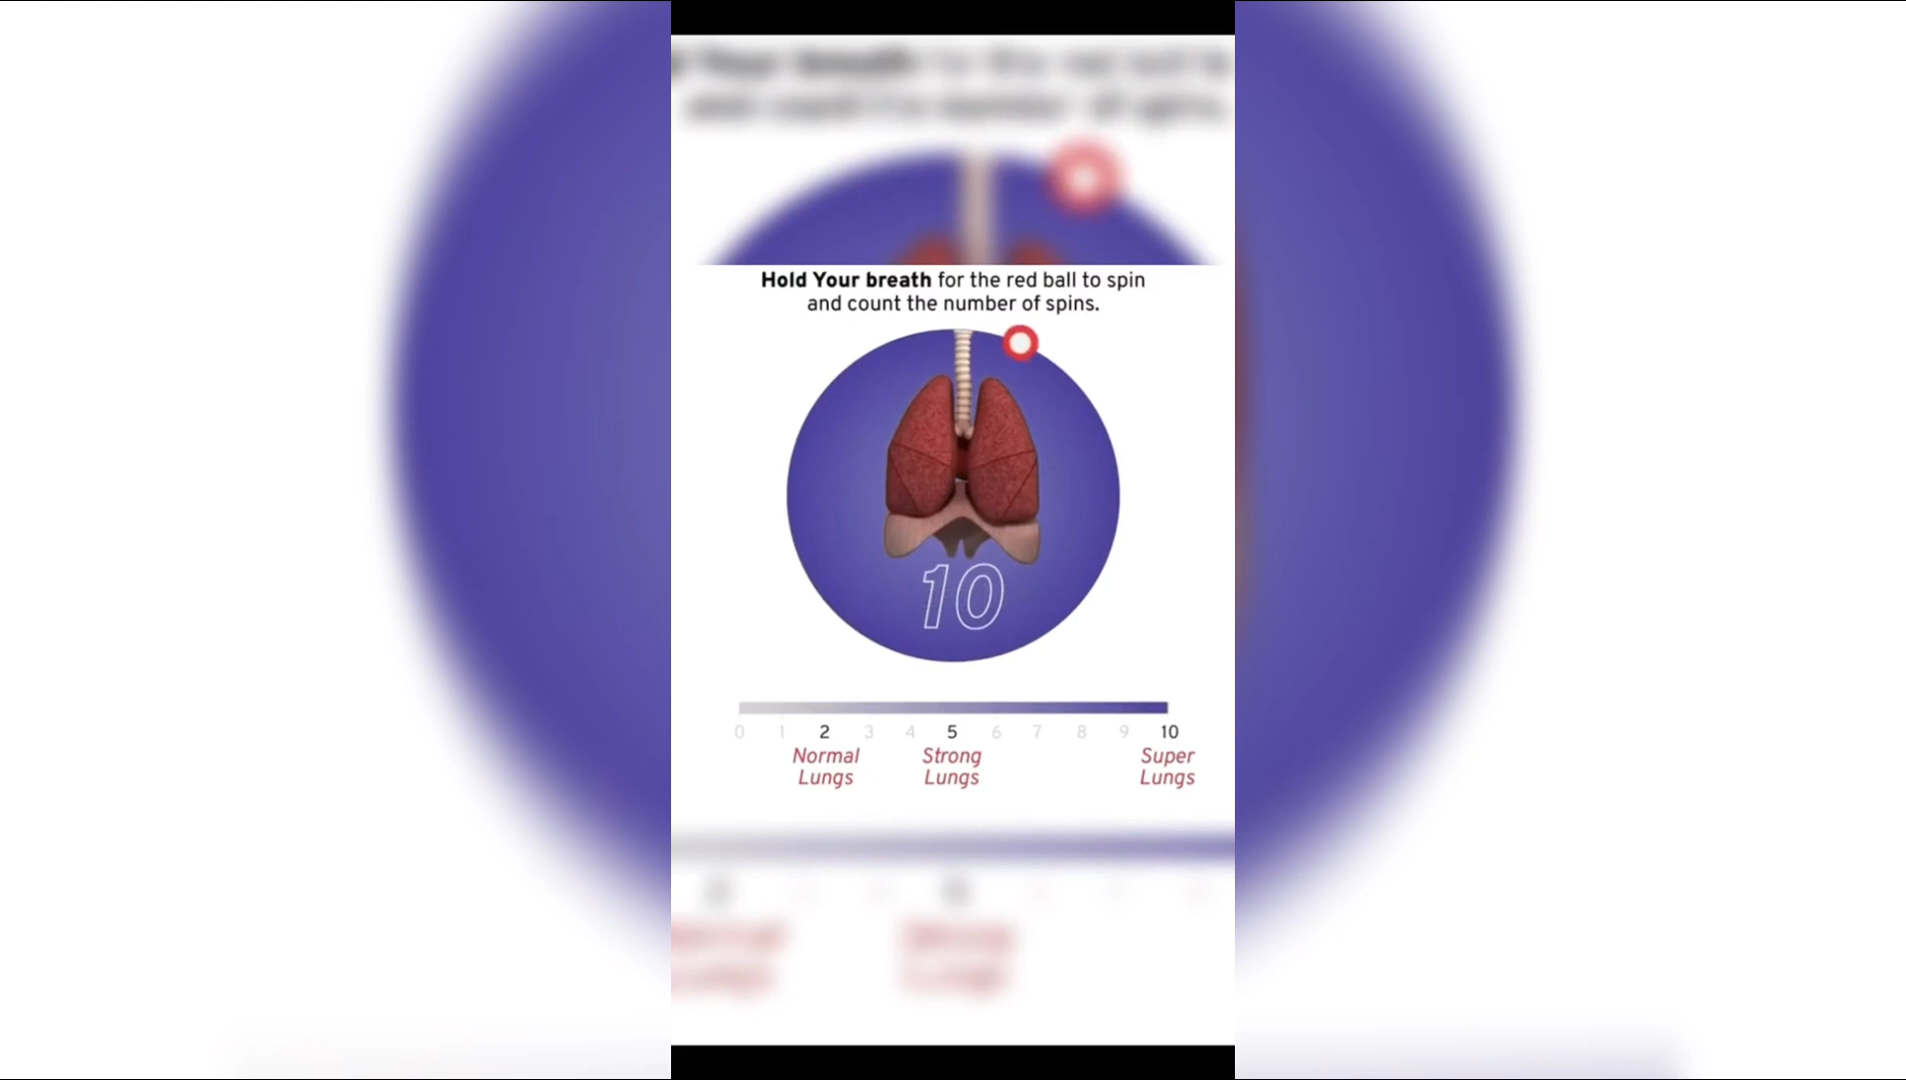 Hold Your breath for the red ball to spin
and count the number of spins.
10
0 1 2 3 4 5 6 7 8 9 10
Normal Strong Super
Lungs Lungs Lungs